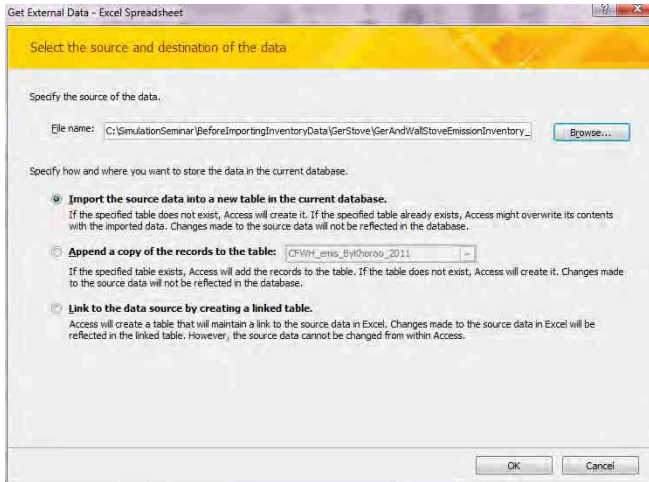 Get External Data - Excel Spreadsheet
Select the source and destination of the data
Specify the source of the data.
File name: C:\SimulationSeminar\BeforeImportingInventoryData\GerStove\GerAndWallStoveEmissionInventory_ Browse...
Specify how and where you want to store the data in the current database.
Import the source data into a new table in the current database.
If the specified table does not exist, Access will create it. If the specified table already exists, Access might overwrite its contents
with the imported data. Changes made to the source data will not be reflected in the database.
Append a copy of the records to the table: CFWH_emis_ByKhoroo_2011
If the specified table exists, Access will add the records to the table. If the table does not exist, Access will create it. Changes made
to the source data will not be reflected in the database.
Link to the data source by creating a linked table.
Access will create a table that will maintain a link to the source data in Excel. Changes made to the source data in Excel will be
reflected in the linked table. However, the source data cannot be changed from within Access.
OK Cancel